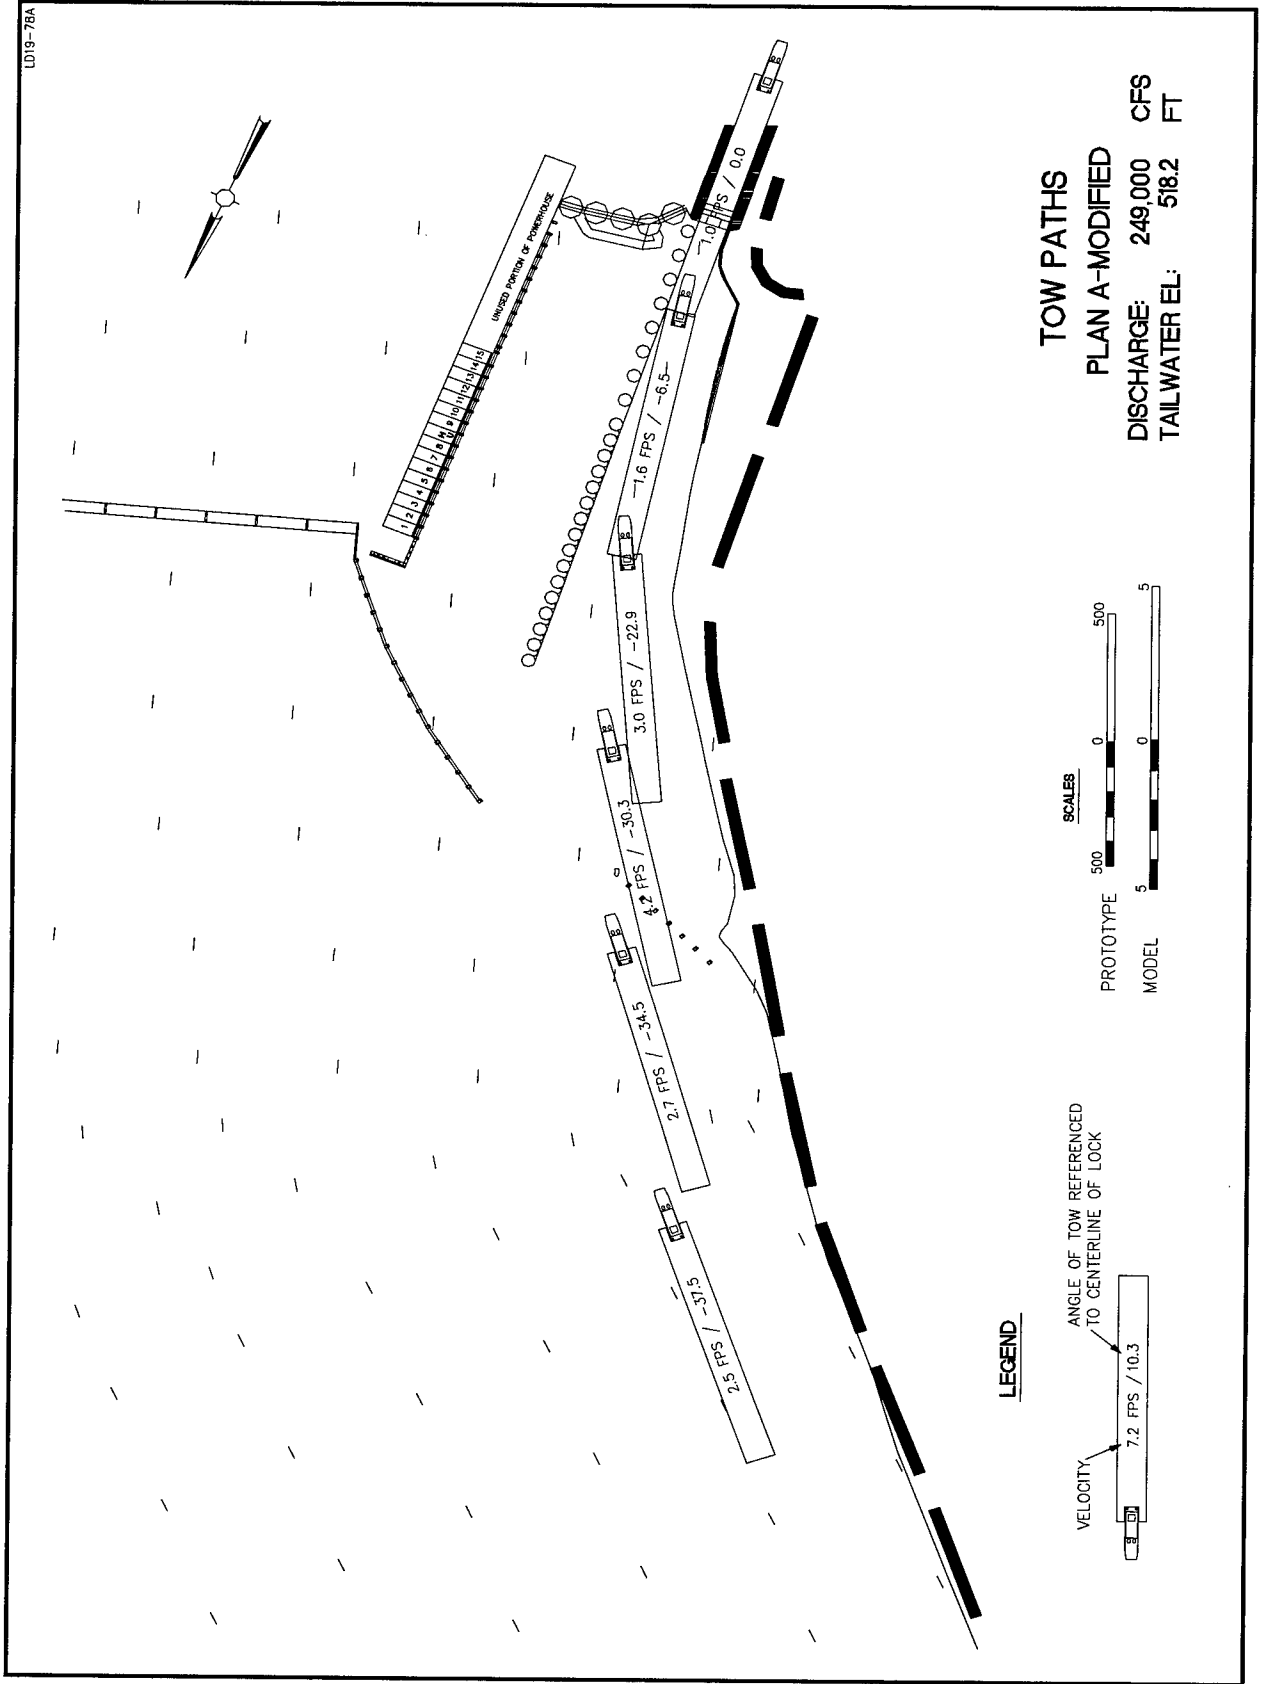 LD19-78A
UNUSED PORTION OF POWERHOUSE
1 2 3 4 5 6 7 8 9 10 11 12 13 14 15
1.0 FPS / 0.0
1.6 FPS / -6.5
3.0 FPS / -22.9
4.2 FPS / -30.3
2.7 FPS / -34.5
2.5 FPS / -37.5
TOW PATHS
PLAN A-MODIFIED
DISCHARGE: 249,000 CFS
TAILWATER EL: 518.2 FT
SCALES
PROTOTYPE 500 0 500
MODEL 5 0 5
LEGEND
VELOCITY
ANGLE OF TOW REFERENCED
TO CENTERLINE OF LOCK
7.2 FPS / 10.3